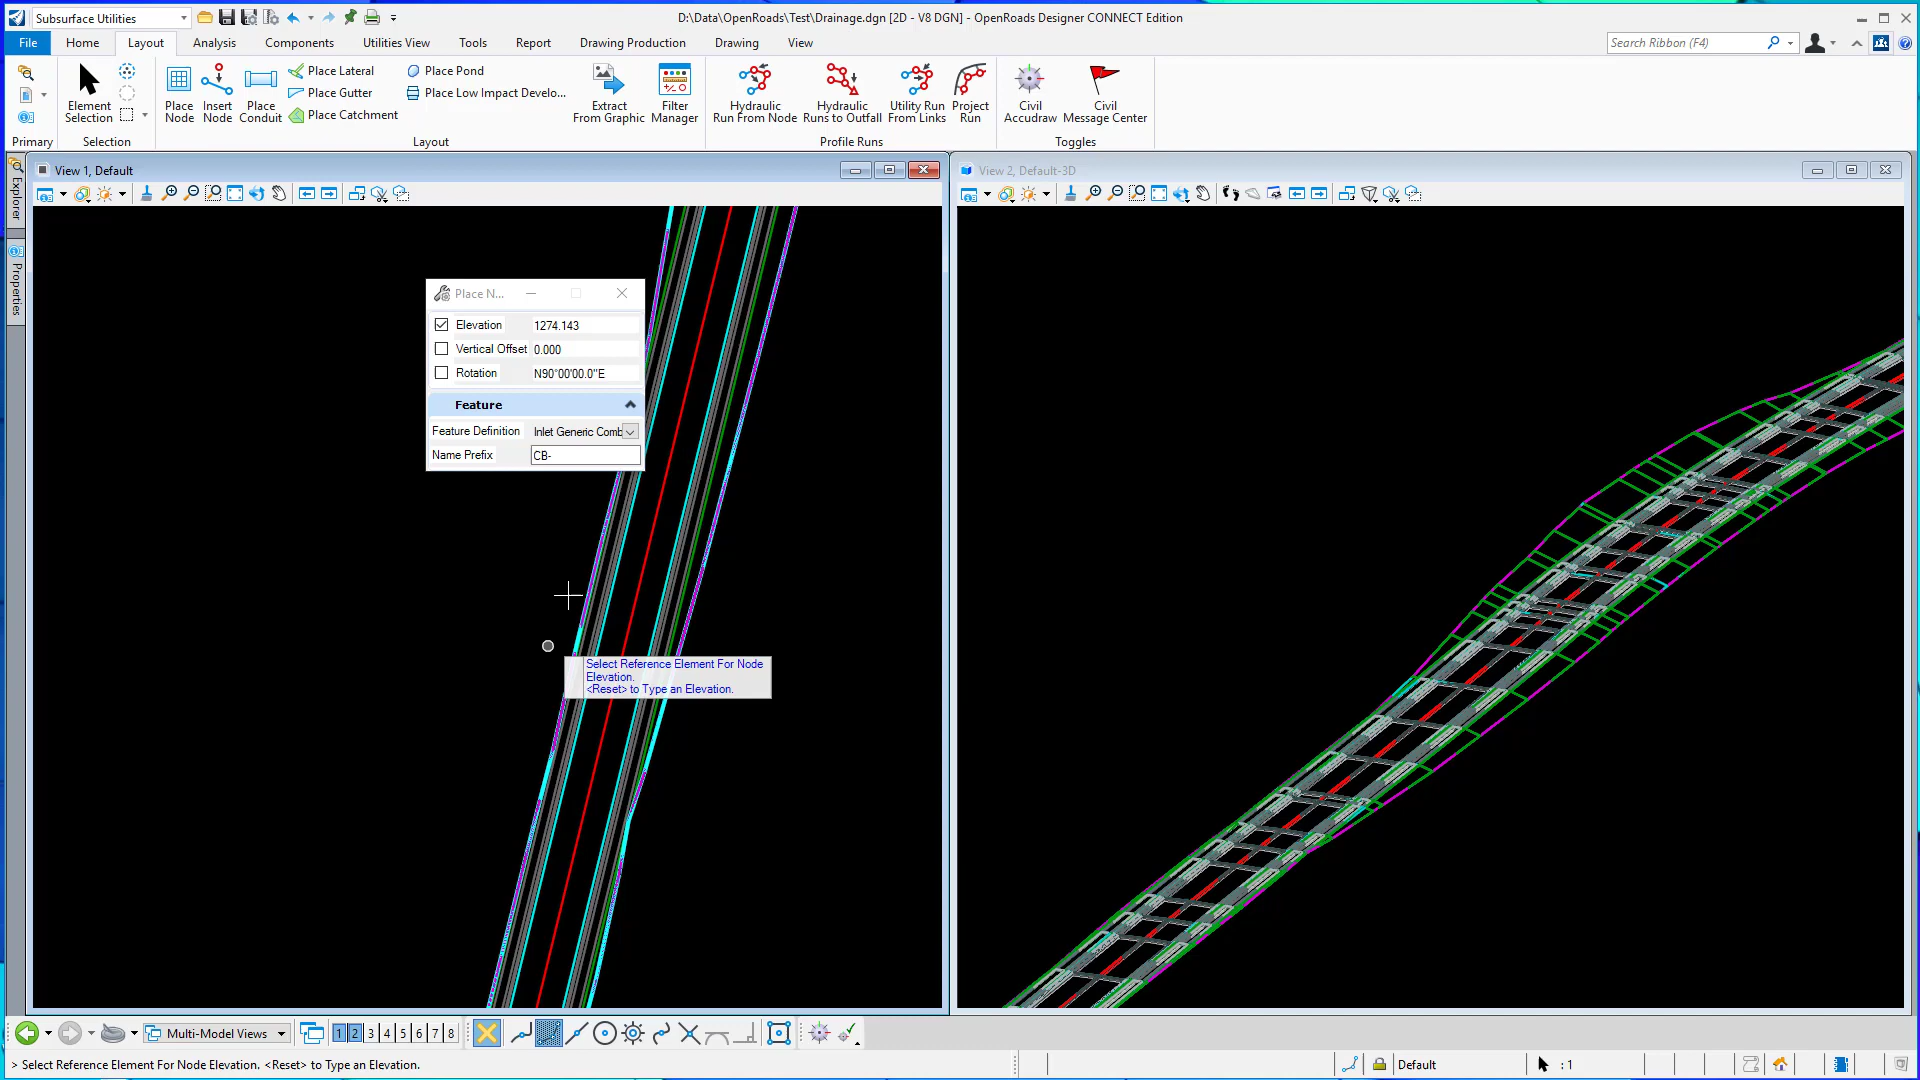 Subsurface Utilities
D:\Data\OpenRoads\Test\Drainage.dgn [2D - V8 DGN] - OpenRoads Designer CONNECT Edition
File
Home
Layout
Analysis
Components
Utilities View
Tools
Report
Drawing Production
Drawing
View
Search Ribbon (F4)
Element Selection
Place Node
Insert Node
Place Conduit
Place Lateral
Place Gutter
Place Catchment
Place Pond
Place Low Impact Develo...
Extract From Graphic
Filter Manager
Hydraulic Run From Node
Hydraulic Runs to Outfall
Utility Run From Links
Project Run
Civil Accudraw
Civil Message Center
Primary
Selection
Layout
Profile Runs
Toggles
Explorer
Properties
View 1, Default
View 2, Default-3D
Place N...
Elevation 1274.143
Vertical Offset 0.000
Rotation N90°00'00.0"E
Feature
Feature Definition Inlet Generic Comb
Name Prefix CB-
Select Reference Element For Node
Elevation.
<Reset> to Type an Elevation.
Multi-Model Views
1 2 3 4 5 6 7 8
> Select Reference Element For Node Elevation. <Reset> to Type an Elevation.
Default
: 1